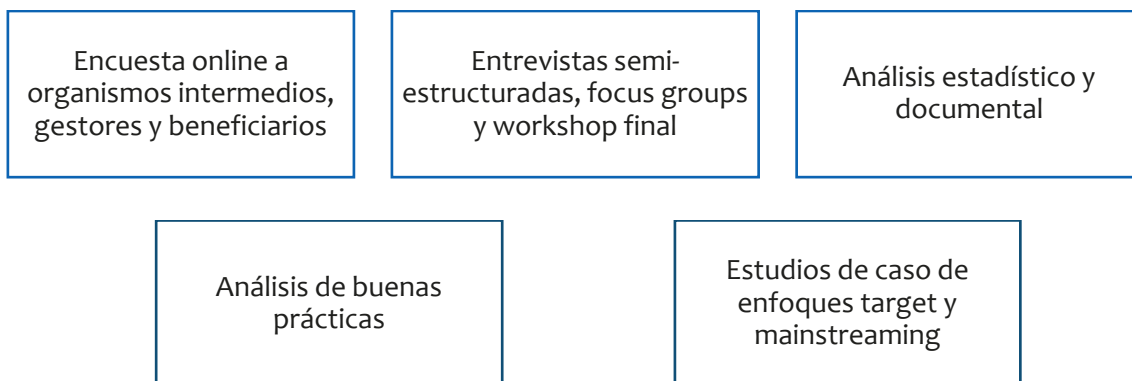 Encuesta online a
organismos intermedios,
gestores y beneficiarios
Entrevistas semi-
estructuradas, focus groups
y workshop final
Análisis estadístico y
documental
Análisis de buenas
prácticas
Estudios de caso de
enfoques target y
mainstreaming